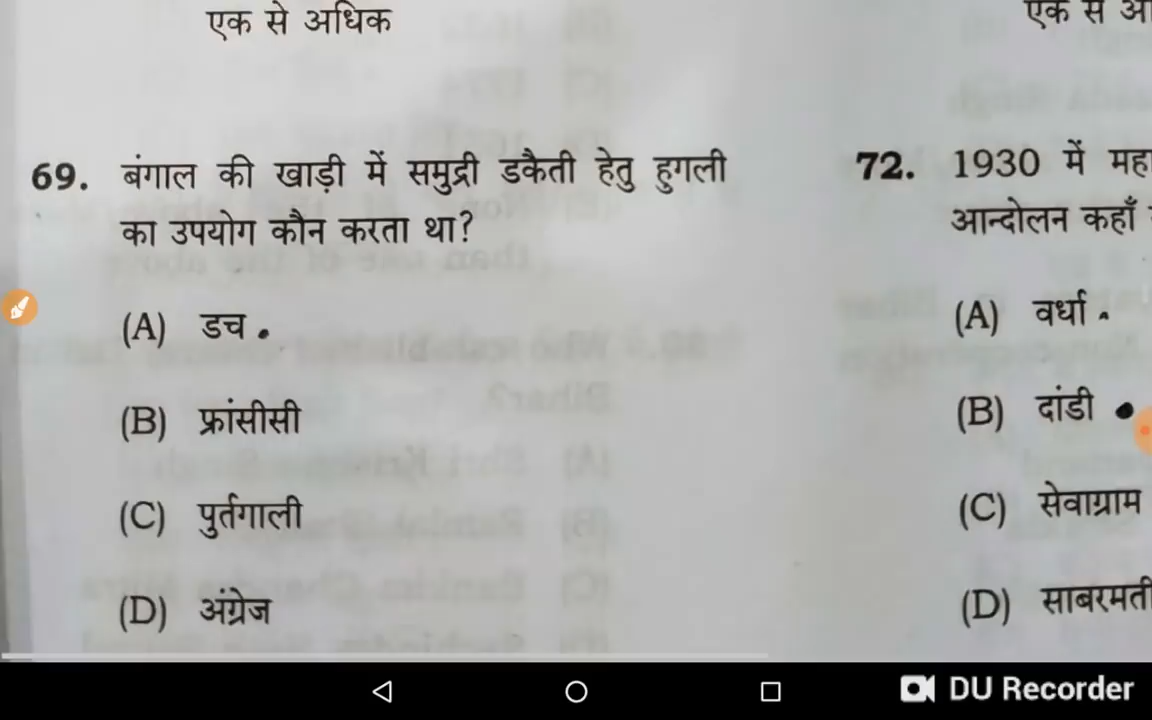 एक से अधिक
69. बंगाल की खाड़ी में समुद्री डकैती हेतु हुगली
का उपयोग कौन करता था?
(A) डच
(B) फ्रांसीसी
(C) पुर्तगाली
(D) अंग्रेज
एक से
72. 1930 में
आन्दोलन कहाँ
(A) वर्धा
(B) दांडी
(C) सेवाग्राम
(D) साबरमती
DU Recorder